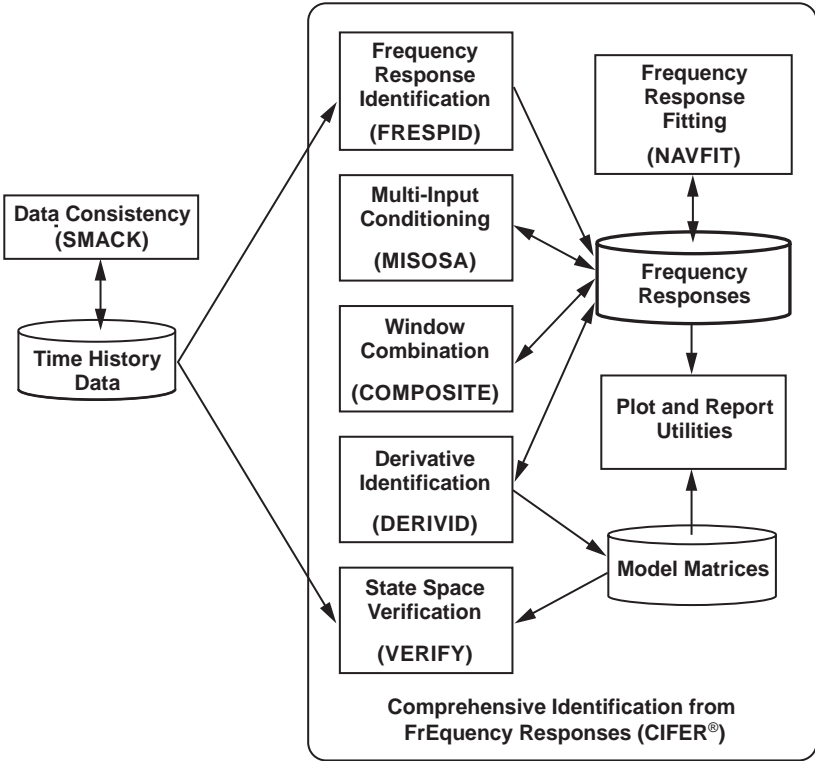 Frequency
Response
Identification
(FRESPID)
Frequency
Response
Fitting
(NAVFIT)
Data Consistency
(SMACK)
Multi-Input
Conditioning
(MISOSA)
Frequency
Responses
Time History
Data
Window
Combination
(COMPOSITE)
Plot and Report
Utilities
Derivative
Identification
(DERIVID)
Model Matrices
State Space
Verification
(VERIFY)
Comprehensive Identification from
FrEquency Responses (CIFER®)